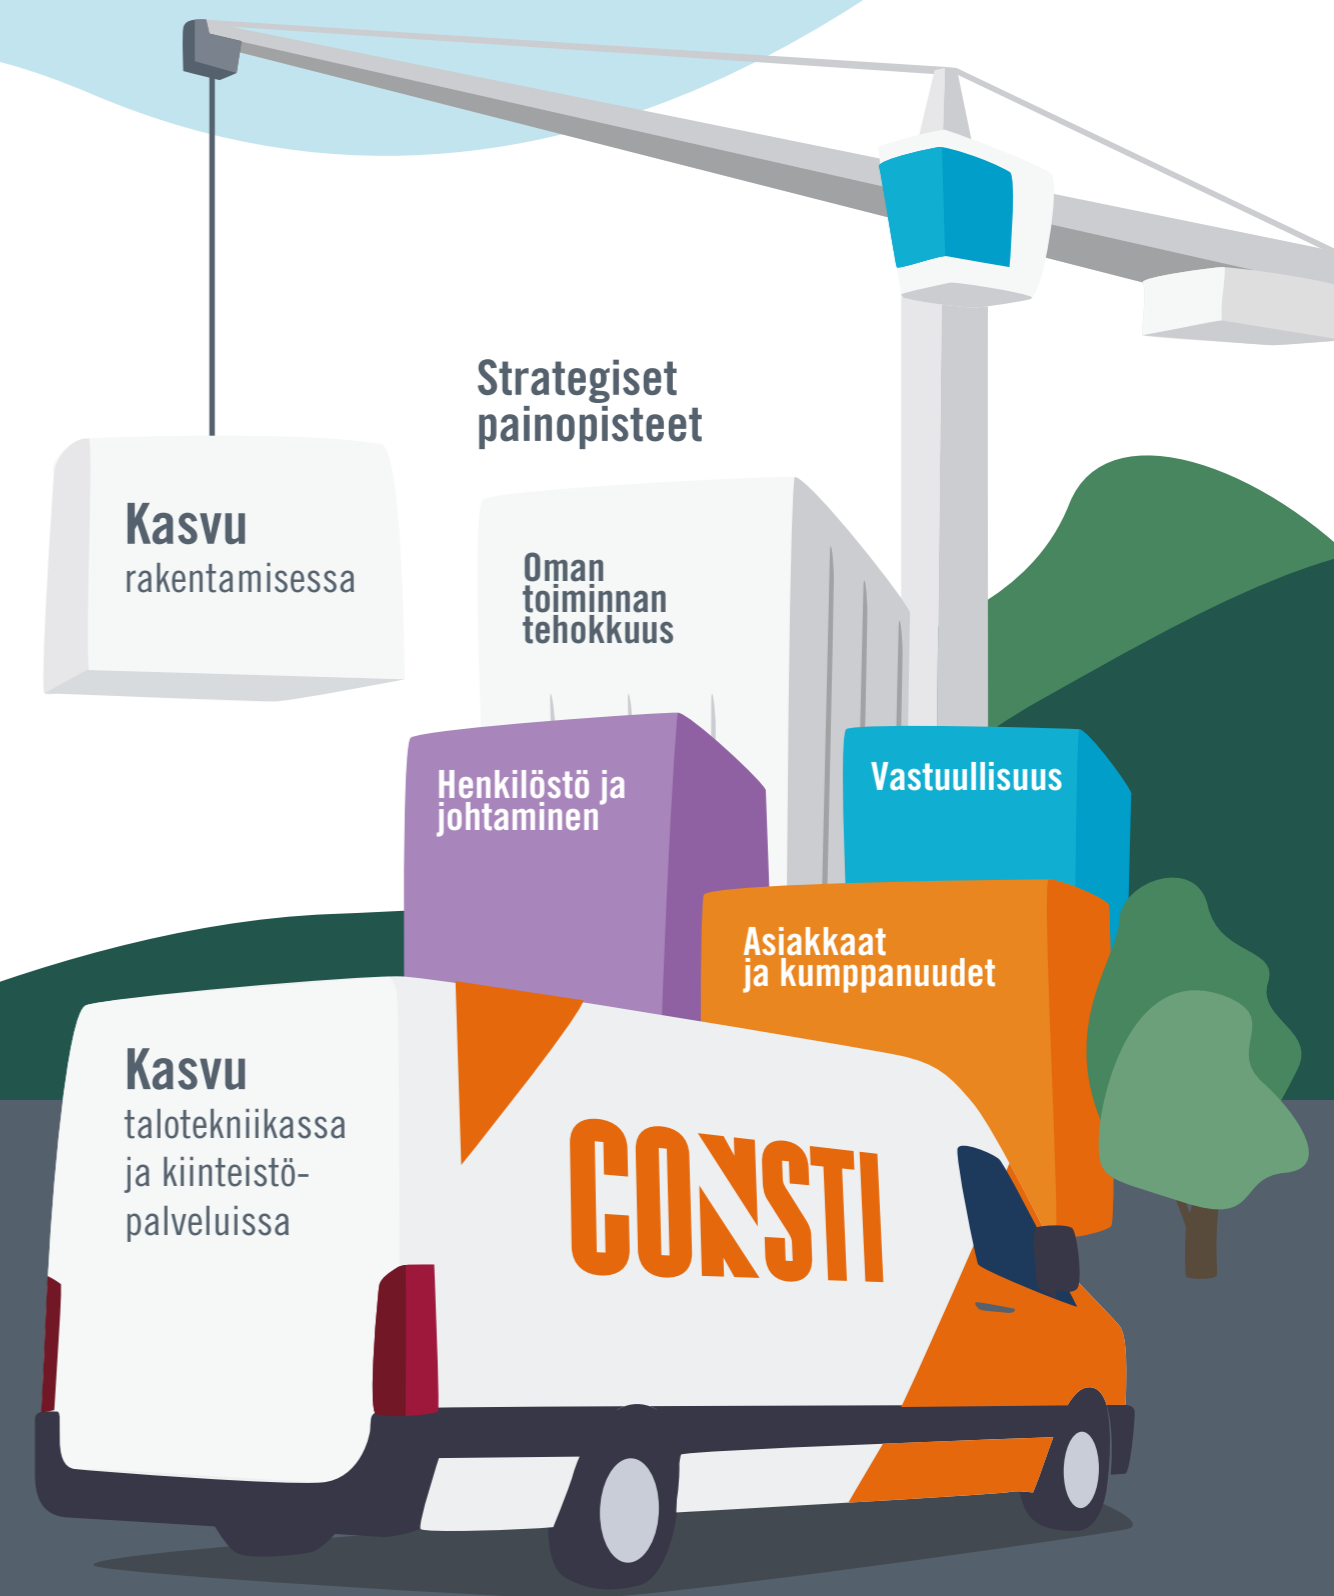 Strategiset
painopisteet
Kasvu
rakentamisessa
Oman
toiminnan
tehokkuus
Henkilöstö ja
johtaminen
Vastuullisuus
Asiakkaat
ja kumppanuudet
Kasvu
talotekniikassa
ja kiinteistö-
palveluissa
CONSTI